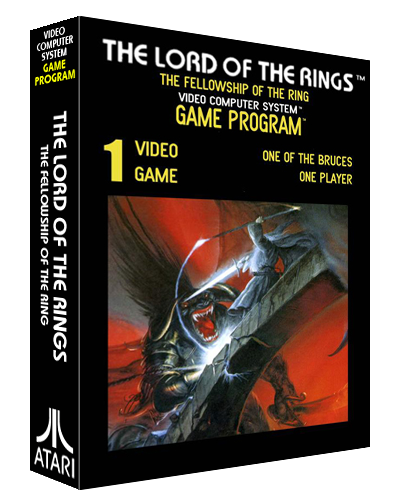 VIDEO
COMPUTER
SYSTEM
GAME
PROGRAM
THE LORD OF THE RINGS
THE FELLOWSHIP OF THE RING
ATARI
THE LORD OF THE RINGS™
THE FELLOWSHIP OF THE RING
VIDEO COMPUTER SYSTEM™
GAME PROGRAM™
1 VIDEO
GAME
ONE OF THE BRUCES
ONE PLAYER